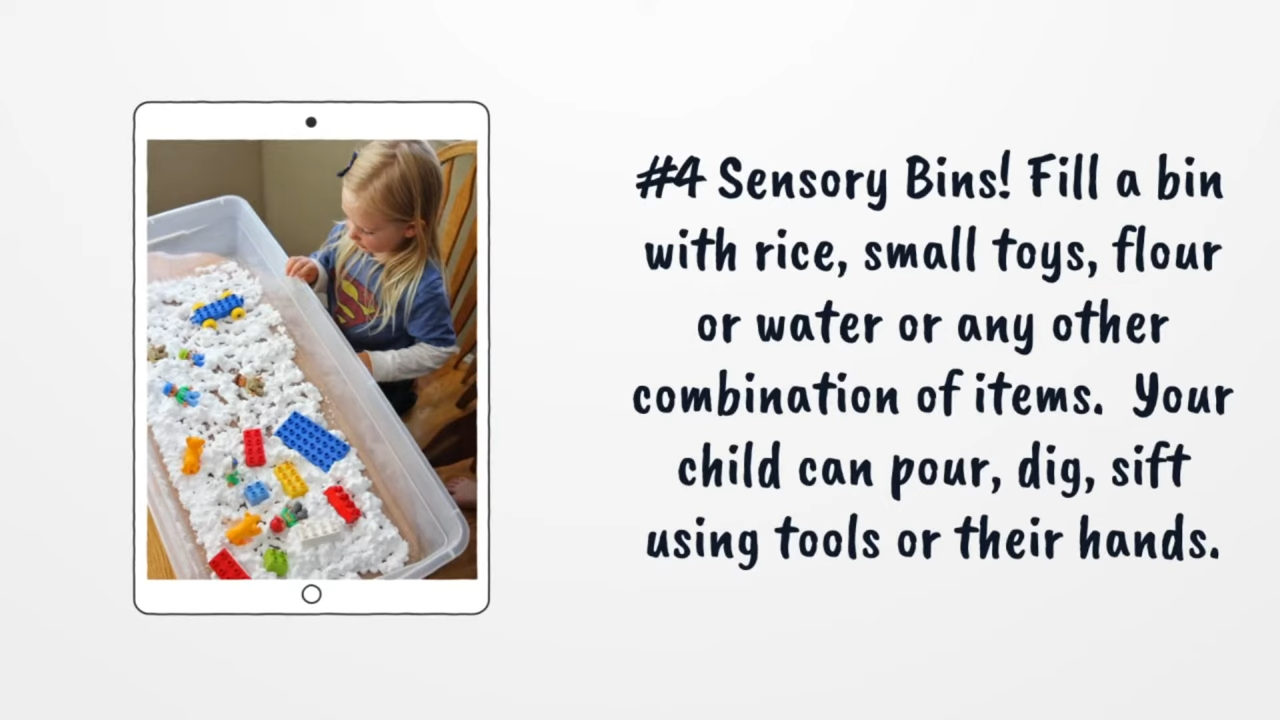 #4 Sensory Bins! Fill a bin
with rice, small toys, flour
or water or any other
combination of items.  Your
child can pour, dig, sift
using tools or their hands.